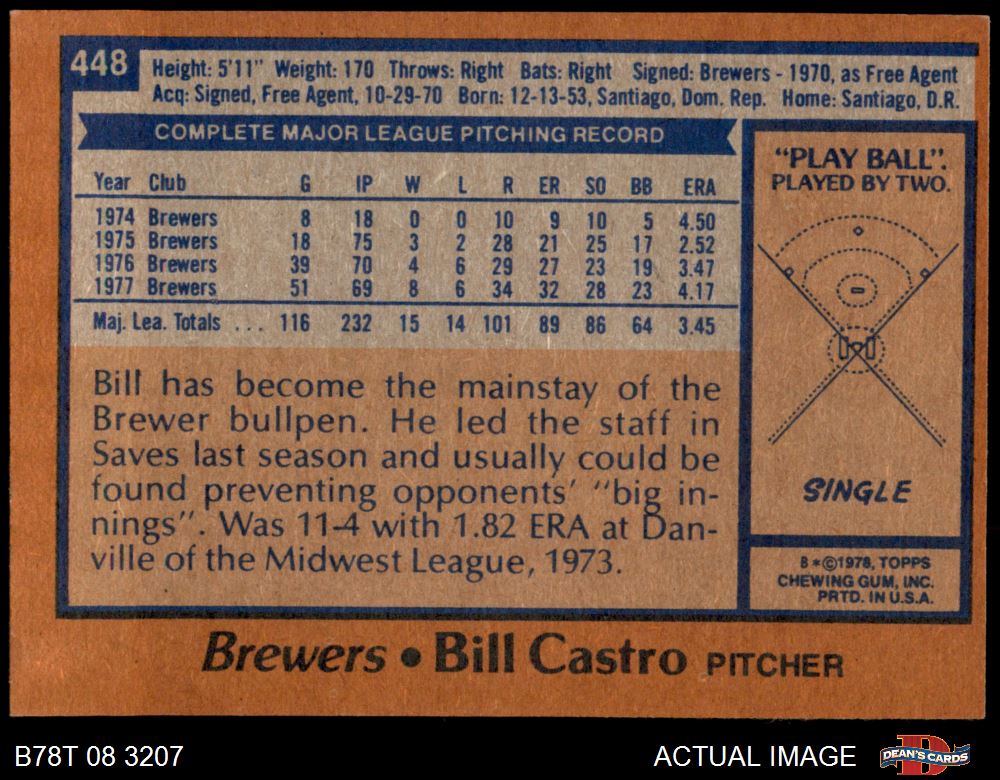 448
Height: 5'11" Weight: 170 Throws: Right Bats: Right Signed: Brewers - 1970, as Free Agent
Acq: Signed, Free Agent, 10-29-70 Born: 12-13-53, Santiago, Dom. Rep. Home: Santiago, D.R.
COMPLETE MAJOR LEAGUE PITCHING RECORD
Year Club G IP W L R ER SO BB ERA
1974 Brewers 8 18 0 0 10 9 10 5 4.50
1975 Brewers 18 75 3 2 28 21 25 17 2.52
1976 Brewers 39 70 4 6 29 27 23 19 3.47
1977 Brewers 51 69 8 6 34 32 28 23 4.17
Maj. Lea. Totals ... 116 232 15 14 101 89 86 64 3.45
Bill has become the mainstay of the
Brewer bullpen. He led the staff in
Saves last season and usually could be
found preventing opponents' "big in-
nings". Was 11-4 with 1.82 ERA at Dan-
ville of the Midwest League, 1973.
"PLAY BALL".
PLAYED BY TWO.
SINGLE
8 *©1978, TOPPS
CHEWING GUM, INC.
PRTD. IN U.S.A.
Brewers • Bill Castro PITCHER
B78T 08 3207
ACTUAL IMAGE
DEAN'S CARDS